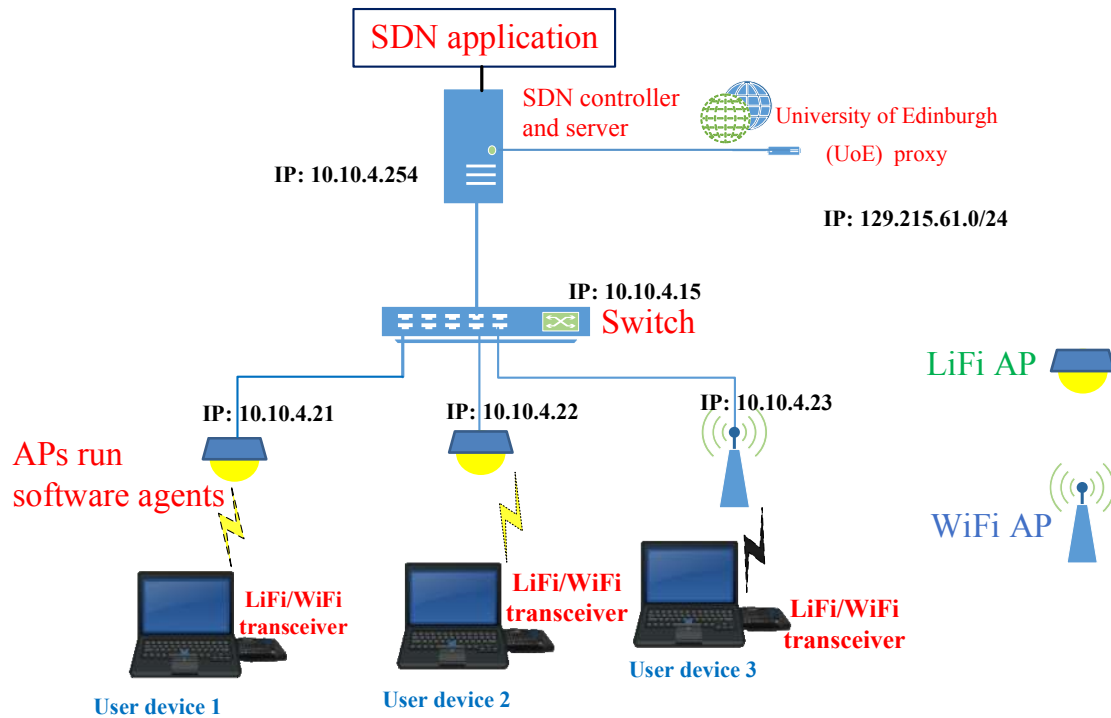 SDN application
SDN controller
and server
University of Edinburgh
(UoE) proxy
IP: 10.10.4.254
IP: 129.215.61.0/24
IP: 10.10.4.15
Switch
LiFi AP
IP: 10.10.4.21
IP: 10.10.4.22
IP: 10.10.4.23
APs run
software agents
WiFi AP
LiFi/WiFi
transceiver
LiFi/WiFi
transceiver
LiFi/WiFi
transceiver
User device 1
User device 2
User device 3